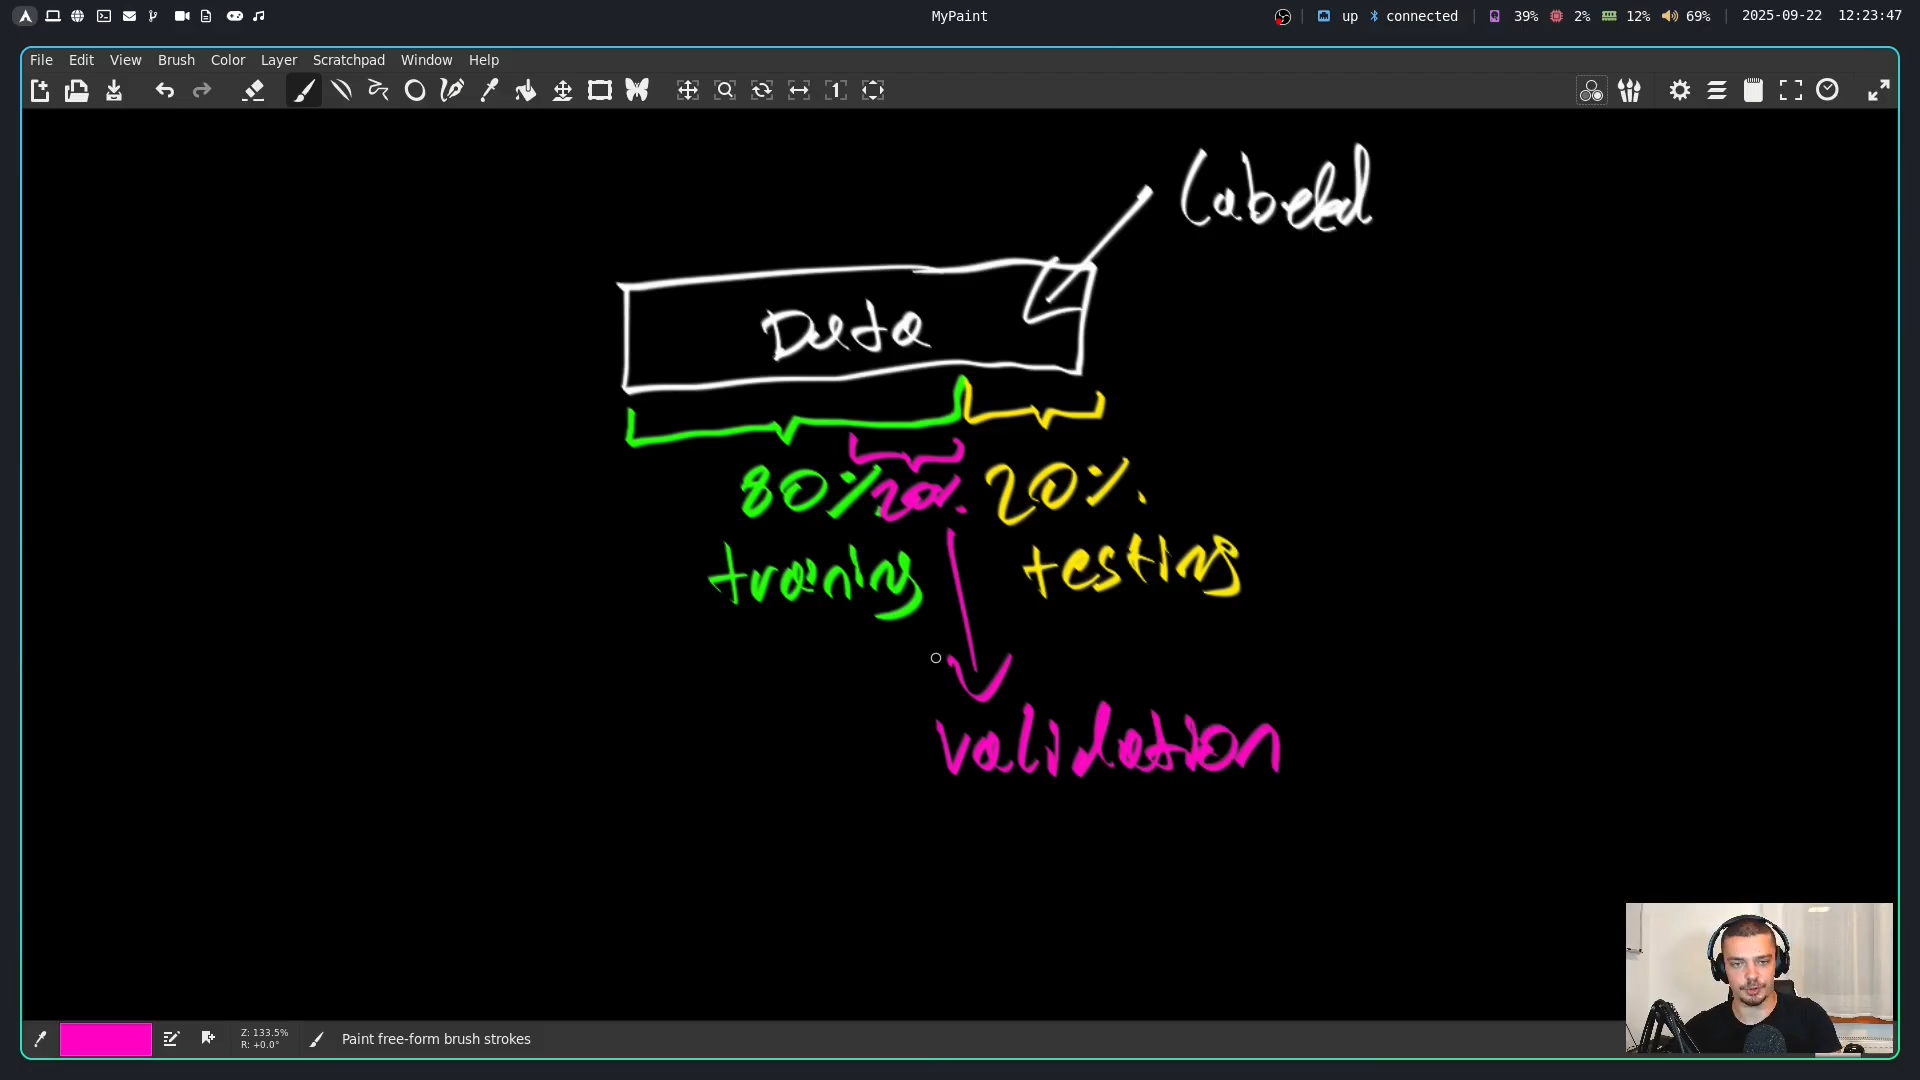 MyPaint
up connected 39% 2% 12% 69% 2025-09-22 12:23:47
File Edit View Brush Color Layer Scratchpad Window Help
1
Labeled
Data
80% 20% 20%.
training testing
validation
Z: 133.5%
R: +0.0°
Paint free-form brush strokes